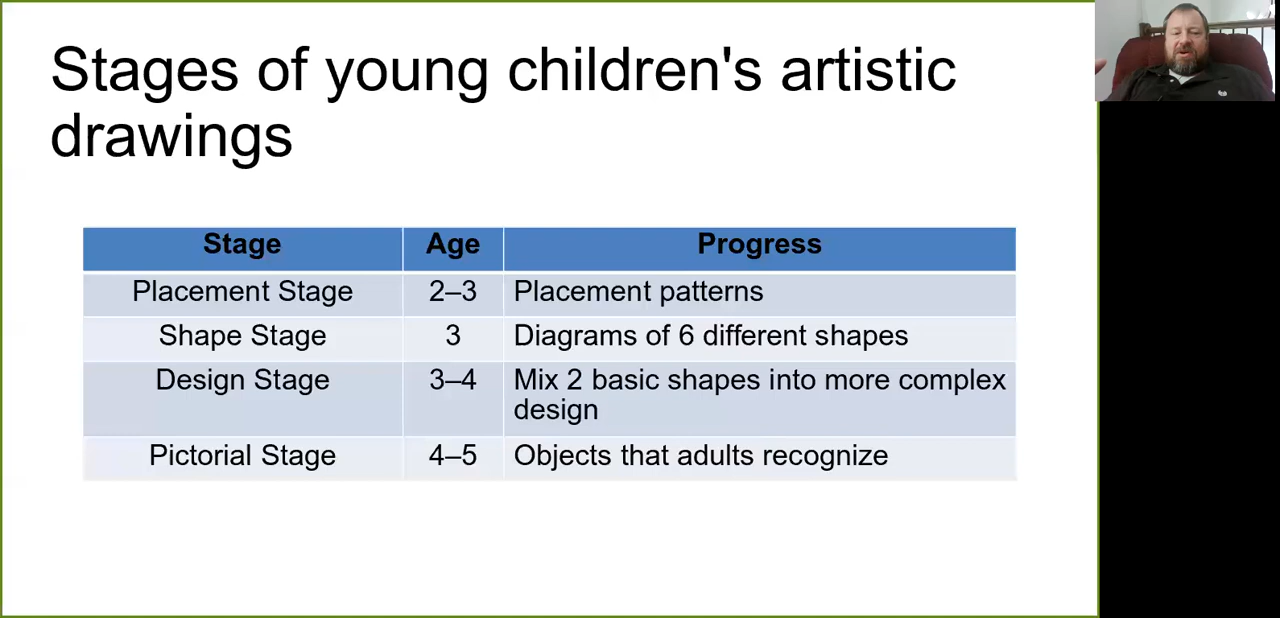 Stages of young children's artistic
drawings
Stage Age Progress
Placement Stage 2–3 Placement patterns
Shape Stage 3 Diagrams of 6 different shapes
Design Stage 3–4 Mix 2 basic shapes into more complex
design
Pictorial Stage 4–5 Objects that adults recognize